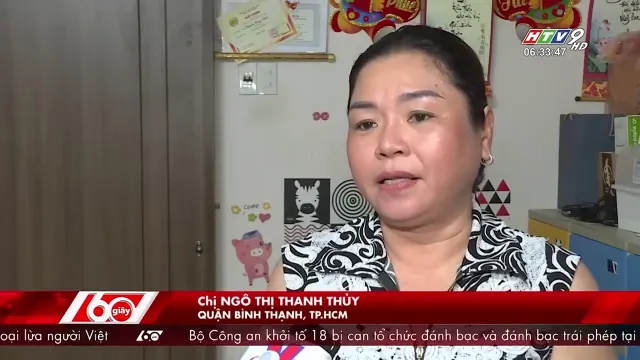 HTV9 HD
06:33:47
Come
Chị NGÔ THỊ THANH THỦY
60 giây
QUẬN BÌNH THẠNH, TP.HCM
oại lừa người Việt 60s Bộ Công an khởi tố 18 bị can tổ chức đánh bạc và đánh bạc trái phép tại